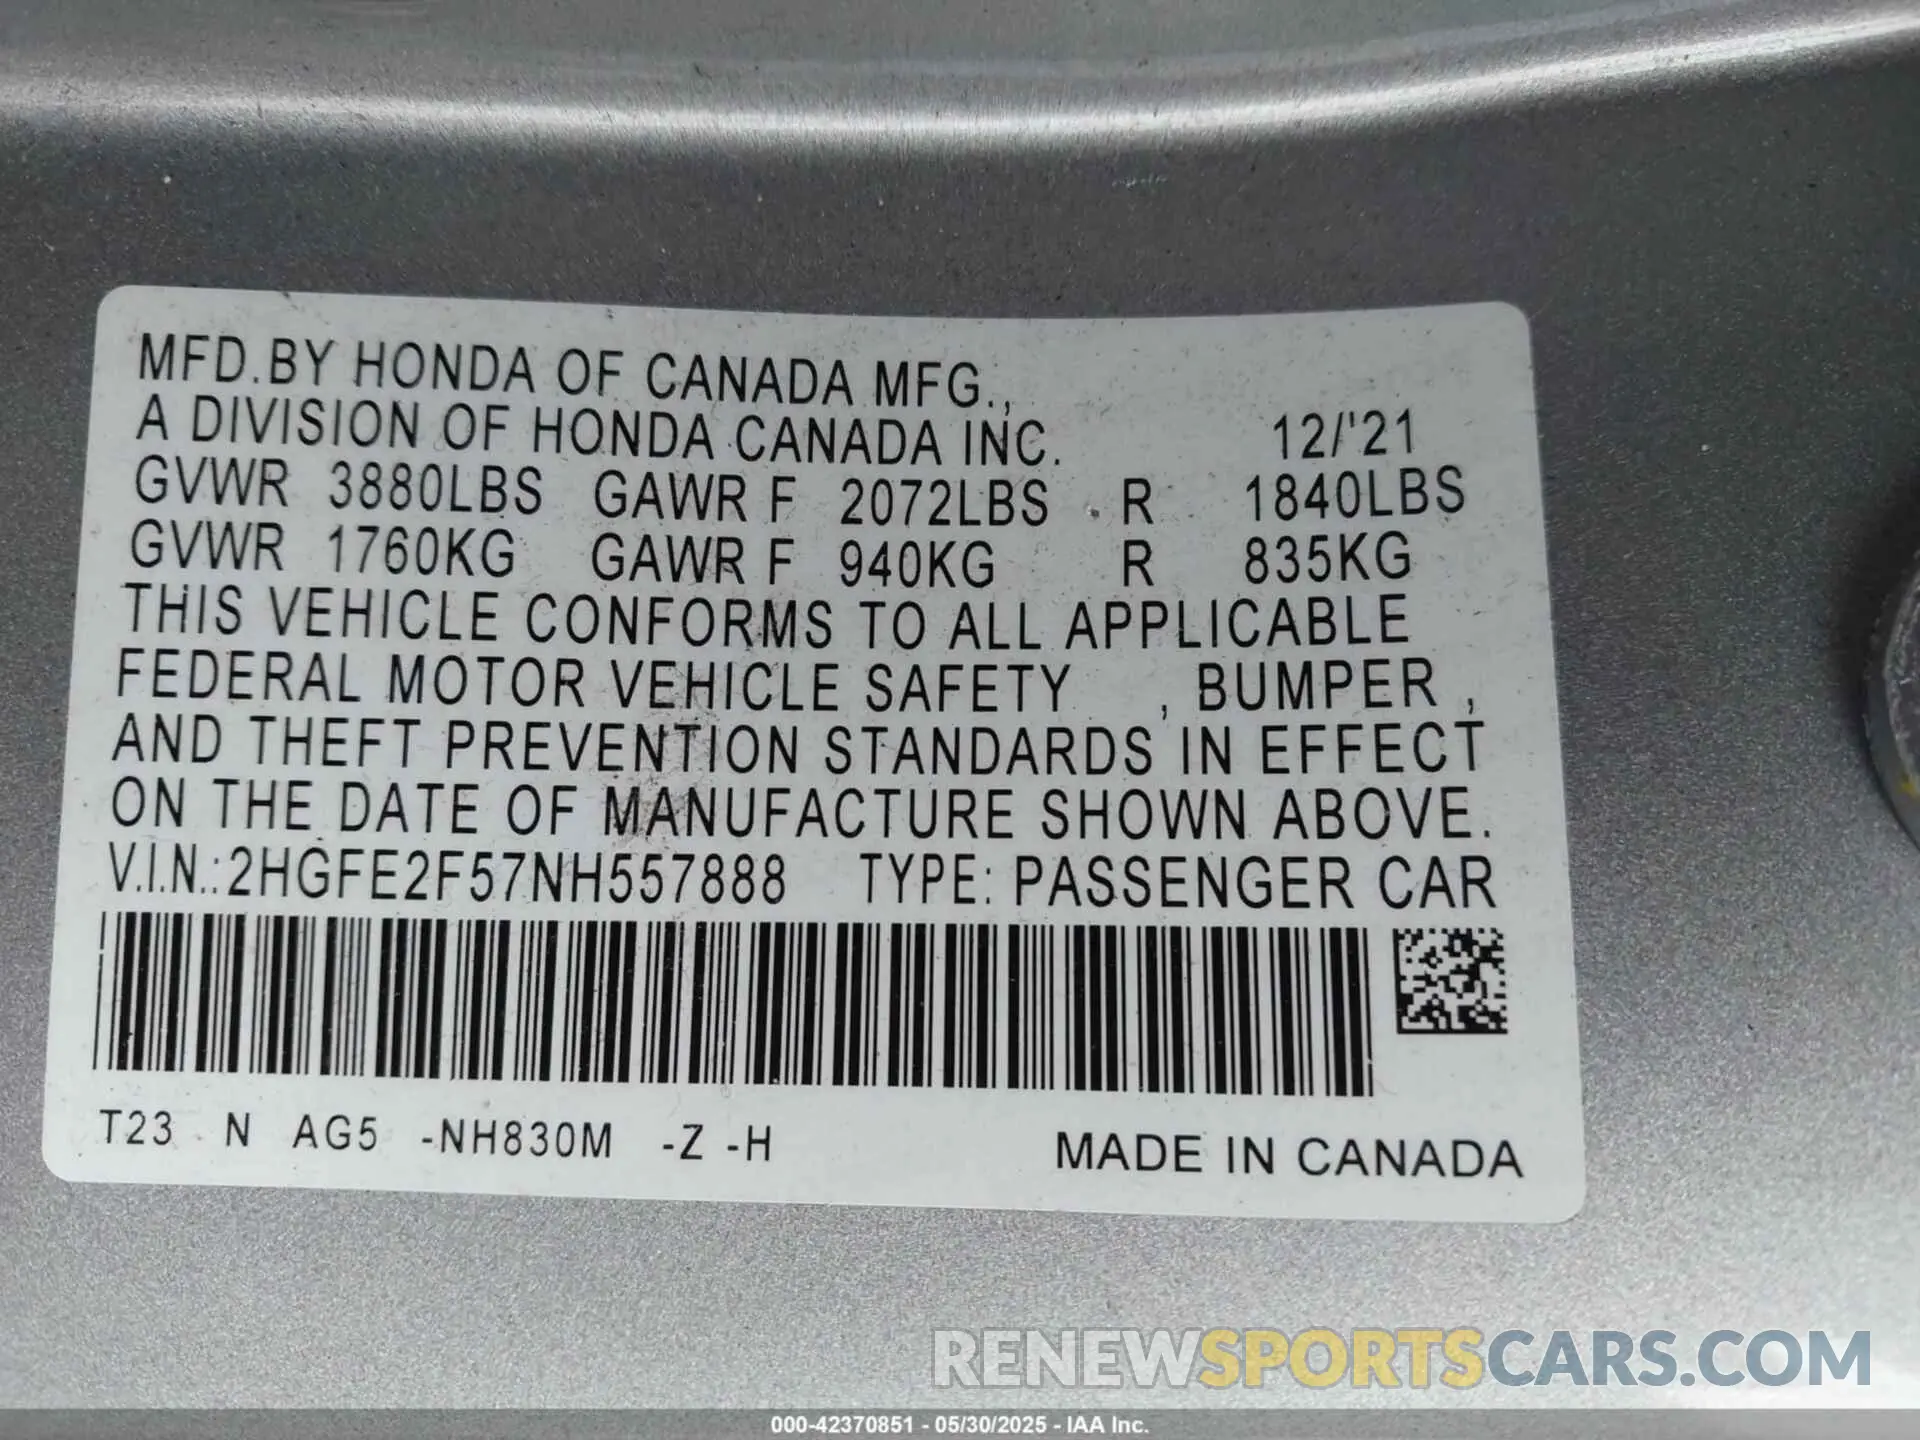 MFD.BY HONDA OF CANADA MFG.,
A DIVISION OF HONDA CANADA INC. 12/'21
GVWR 3880LBS GAWR F 2072LBS R 1840LBS
GVWR 1760KG GAWR F 940KG R 835KG
THIS VEHICLE CONFORMS TO ALL APPLICABLE
FEDERAL MOTOR VEHICLE SAFETY , BUMPER ,
AND THEFT PREVENTION STANDARDS IN EFFECT
ON THE DATE OF MANUFACTURE SHOWN ABOVE.
V.I.N.:2HGFE2F57NH557888 TYPE: PASSENGER CAR
T23 N AG5 -NH830M -Z -H MADE IN CANADA
RENEWSPORTSCARS.COM
000-42370851 - 05/30/2025 - IAA Inc.